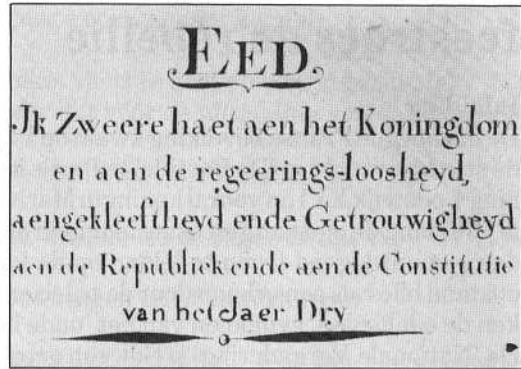 EED.
Jk Zweere haet aen het Koningdom
en aen de regeerings-loosheyd,
aengekleeftheyd ende Getrouwigheyd
aen de Republiek ende aen de Constitutie
van het Jaer Dry